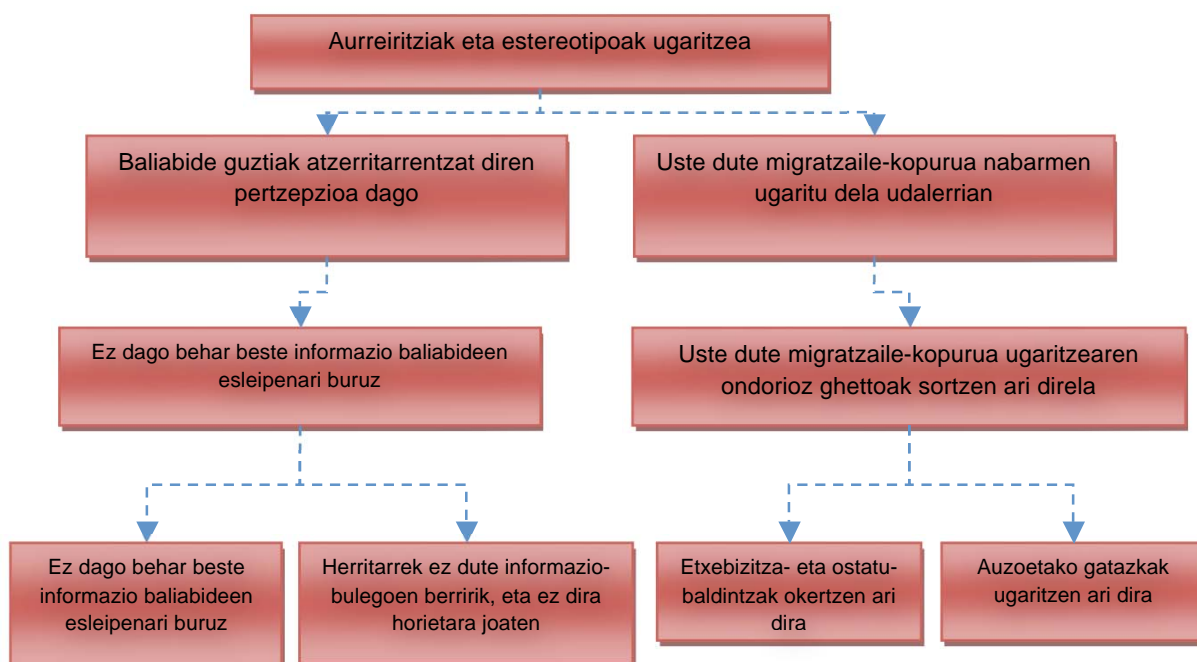 Aurreiritziak eta estereotipoak ugaritzea
Baliabide guztiak atzerritarrentzat diren
pertzepzioa dago
Uste dute migratzaile-kopurua nabarmen
ugaritu dela udalerrian
Ez dago behar beste informazio baliabideen
esleipenari buruz
Uste dute migratzaile-kopurua ugaritzearen
ondorioz ghettoak sortzen ari direla
Ez dago behar beste
informazio baliabideen
esleipenari buruz
Herritarrek ez dute informazio-
bulegoen berririk, eta ez dira
horietara joaten
Etxebizitza- eta ostatu-
baldintzak okertzen ari
dira
Auzoetako gatazkak
ugaritzen ari dira